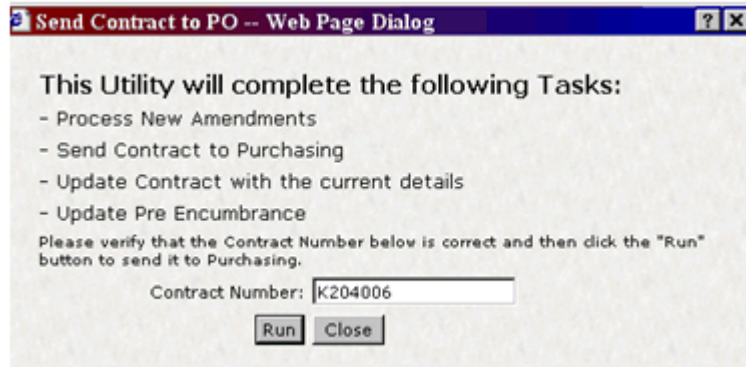 Send Contract to PO -- Web Page Dialog
This Utility will complete the following Tasks:
- Process New Amendments
- Send Contract to Purchasing
- Update Contract with the current details
- Update Pre Encumbrance
Please verify that the Contract Number below is correct and then click the "Run"
button to send it to Purchasing.
Contract Number: K204006
Run Close